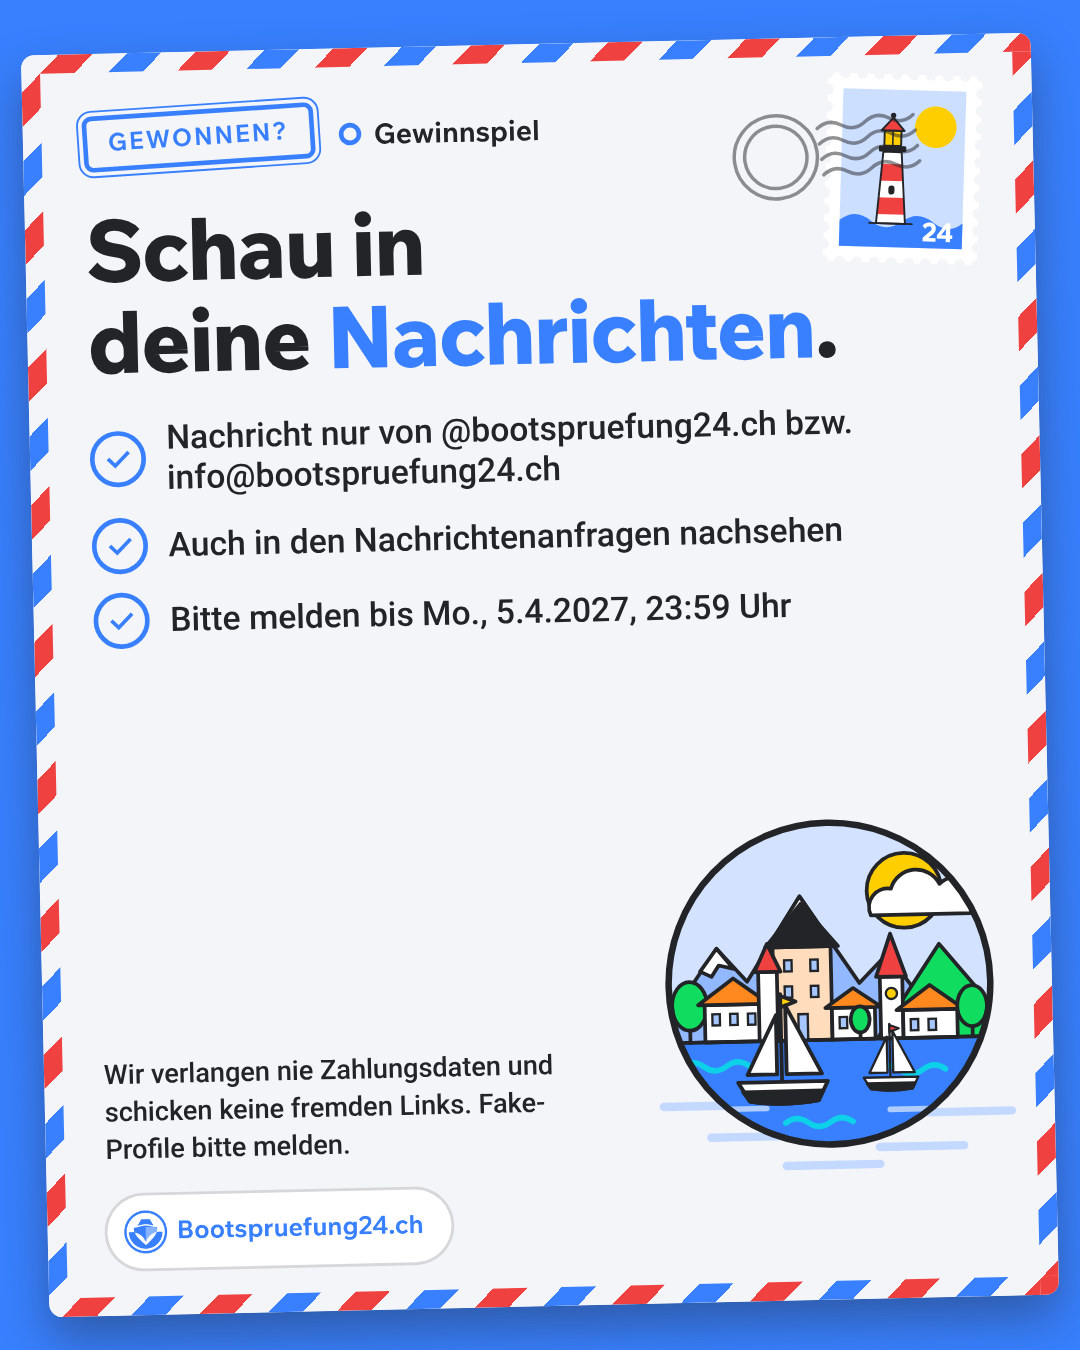 GEWONNEN?
Gewinnspiel
24
Schau in
deine Nachrichten.
Nachricht nur von @bootspruefung24.ch bzw.
info@bootspruefung24.ch
Auch in den Nachrichtenanfragen nachsehen
Bitte melden bis Mo., 5.4.2027, 23:59 Uhr
Wir verlangen nie Zahlungsdaten und
schicken keine fremden Links. Fake-
Profile bitte melden.
Bootspruefung24.ch